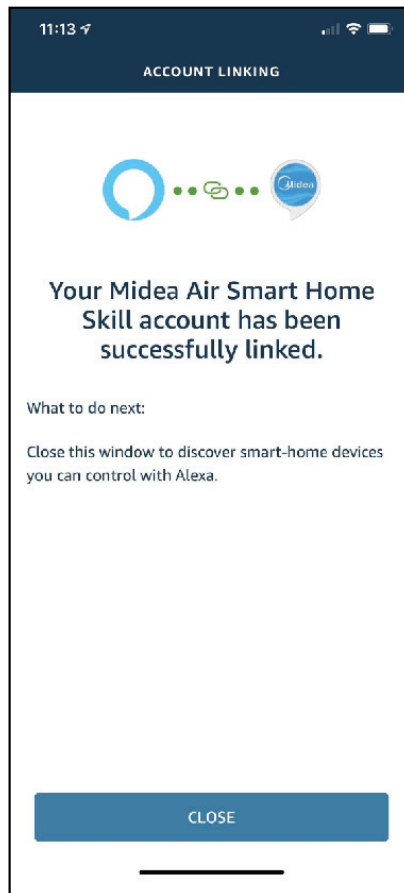 11:13
ACCOUNT LINKING
Midea
Your Midea Air Smart Home
Skill account has been
successfully linked.
What to do next:
Close this window to discover smart-home devices
you can control with Alexa.
CLOSE